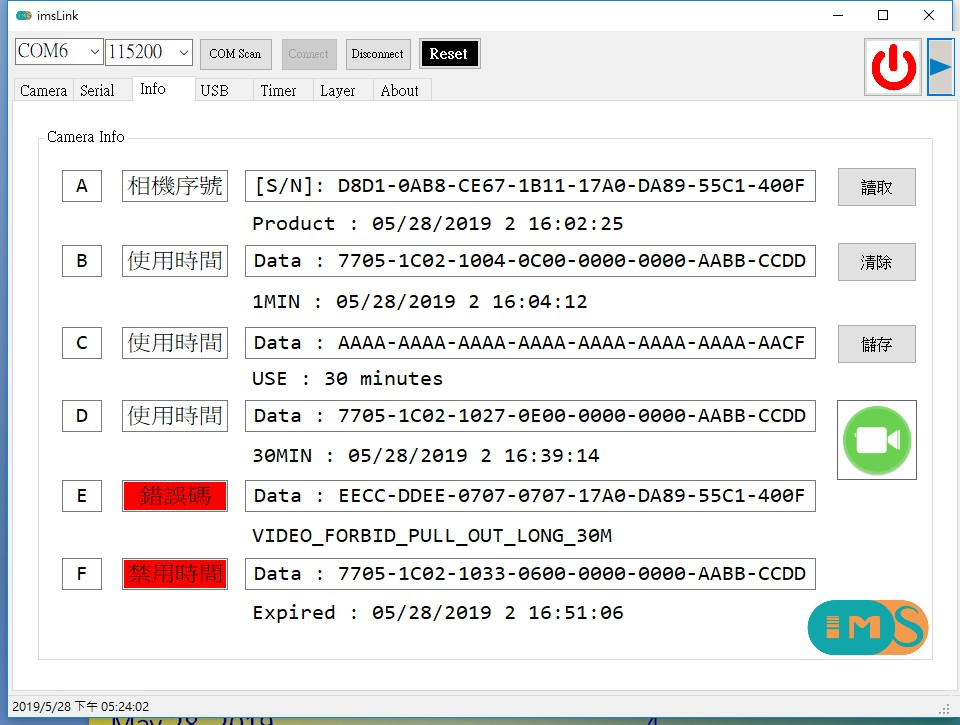 imsLink
COM6 115200 COM Scan Connect Disconnect Reset
Camera Serial Info USB Timer Layer About
Camera Info
A 相機序號 [S/N]: D8D1-0AB8-CE67-1B11-17A0-DA89-55C1-400F 讀取
Product : 05/28/2019 2 16:02:25
B 使用時間 Data : 7705-1C02-1004-0C00-0000-0000-AABB-CCDD 清除
1MIN : 05/28/2019 2 16:04:12
C 使用時間 Data : AAAA-AAAA-AAAA-AAAA-AAAA-AAAA-AAAA-AACF 儲存
USE : 30 minutes
D 使用時間 Data : 7705-1C02-1027-0E00-0000-0000-AABB-CCDD
30MIN : 05/28/2019 2 16:39:14
E 錯誤碼 Data : EECC-DDEE-0707-0707-17A0-DA89-55C1-400F
VIDEO_FORBID_PULL_OUT_LONG_30M
F 禁用時間 Data : 7705-1C02-1033-0600-0000-0000-AABB-CCDD
Expired : 05/28/2019 2 16:51:06
iMS
2019/5/28 下午 05:24:02
May 28, 2019